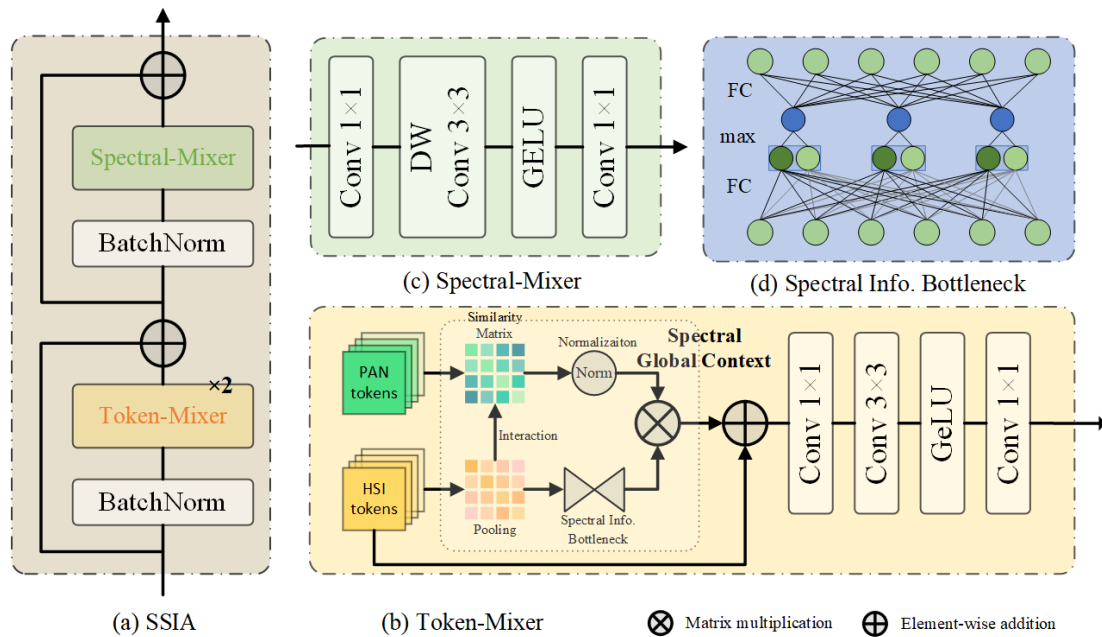 Spectral-Mixer
BatchNorm
×2
Token-Mixer
BatchNorm
(a) SSIA
Conv 1×1
DW
Conv 3×3
GELU
Conv 1×1
(c) Spectral-Mixer
FC
max
FC
(d) Spectral Info. Bottleneck
PAN
tokens
HSI
tokens
Similarity
Matrix
Interaction
Pooling
Normalizaiton
Norm
Spectral
Global Context
Spectral Info.
Bottleneck
Conv 1×1
Conv 3×3
GeLU
Conv 1×1
(b) Token-Mixer
Matrix multiplication
Element-wise addition